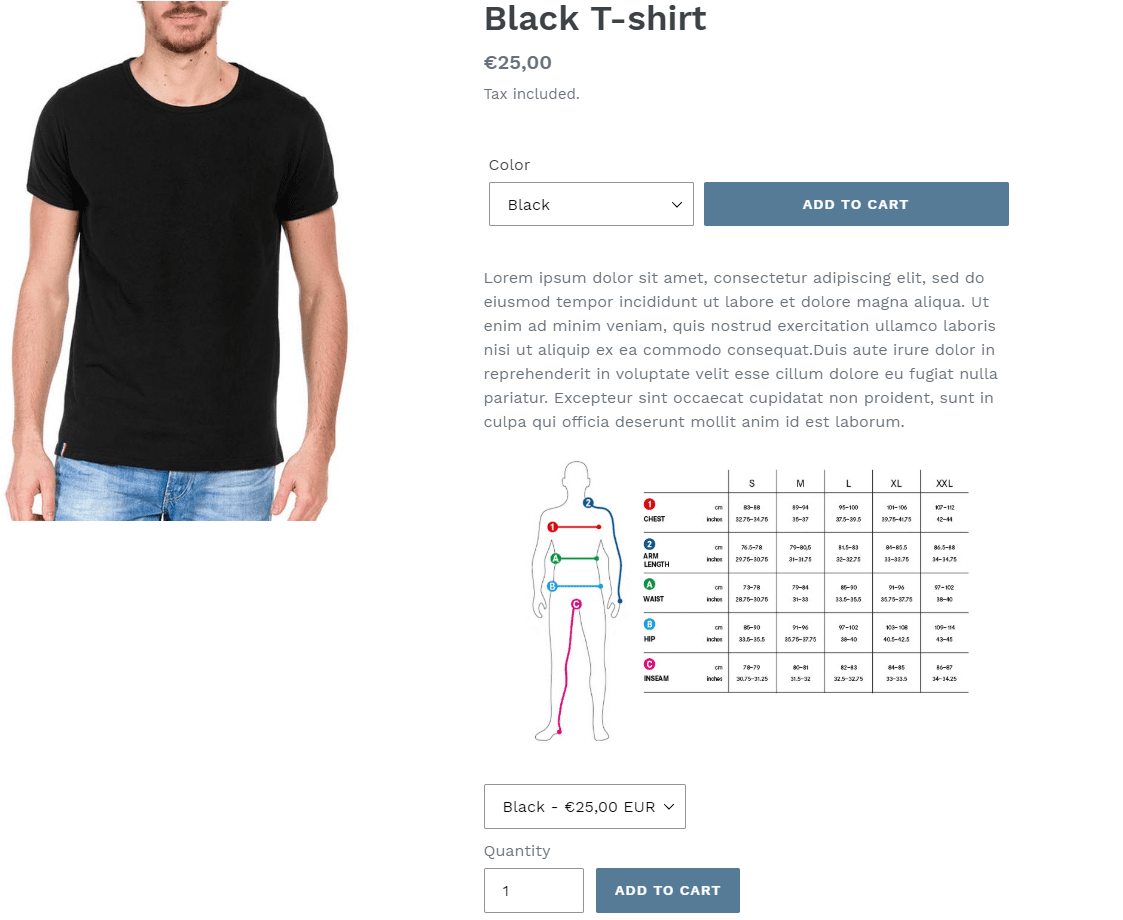 Black T-shirt
€25,00
Tax included.
Color
Black
ADD TO CART
Lorem ipsum dolor sit amet, consectetur adipiscing elit, sed do
eiusmod tempor incididunt ut labore et dolore magna aliqua. Ut
enim ad minim veniam, quis nostrud exercitation ullamco laboris
nisi ut aliquip ex ea commodo consequat.Duis aute irure dolor in
reprehenderit in voluptate velit esse cillum dolore eu fugiat nulla
pariatur. Excepteur sint occaecat cupidatat non proident, sunt in
culpa qui officia deserunt mollit anim id est laborum.
2
1
A
B
C
S M L XL XXL
1 cm 83–88 89–94 95–100 101–106 107–112
CHEST inches 32.75–34.75 35–37 37.5–39.5 39.75–41.75 42–44
2 cm 76.5–78 79–80.5 81.5–83 84–85.5 86.5–88
ARM LENGTH inches 29.75–30.75 31–31.75 32–32.75 33–33.75 34–34.75
A cm 73–78 79–84 85–90 91–96 97–102
WAIST inches 28.75–30.75 31–33 33.5–35.5 35.75–37.75 38–40
B cm 85–90 91–96 97–102 103–108 109–114
HIP inches 33.5–35.5 35.75–37.75 38–40 40.5–42.5 43–45
C cm 78–79 80–81 82–83 84–85 86–87
INSEAM inches 30.75–31.25 31.5–32 32.5–32.75 33–33.5 34–34.25
Black - €25,00 EUR
Quantity
1
ADD TO CART